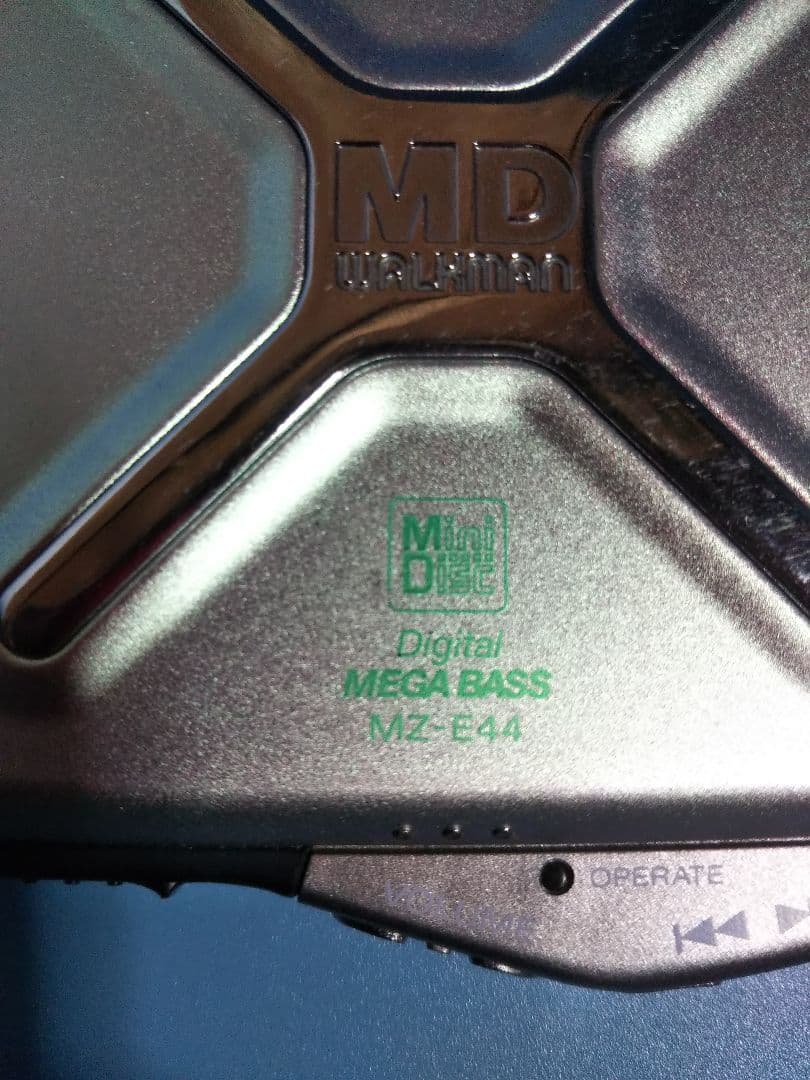 MD
WALKMAN
Mini
Disc
Digital
MEGA BASS
MZ-E44
OPERATE
VOLUME